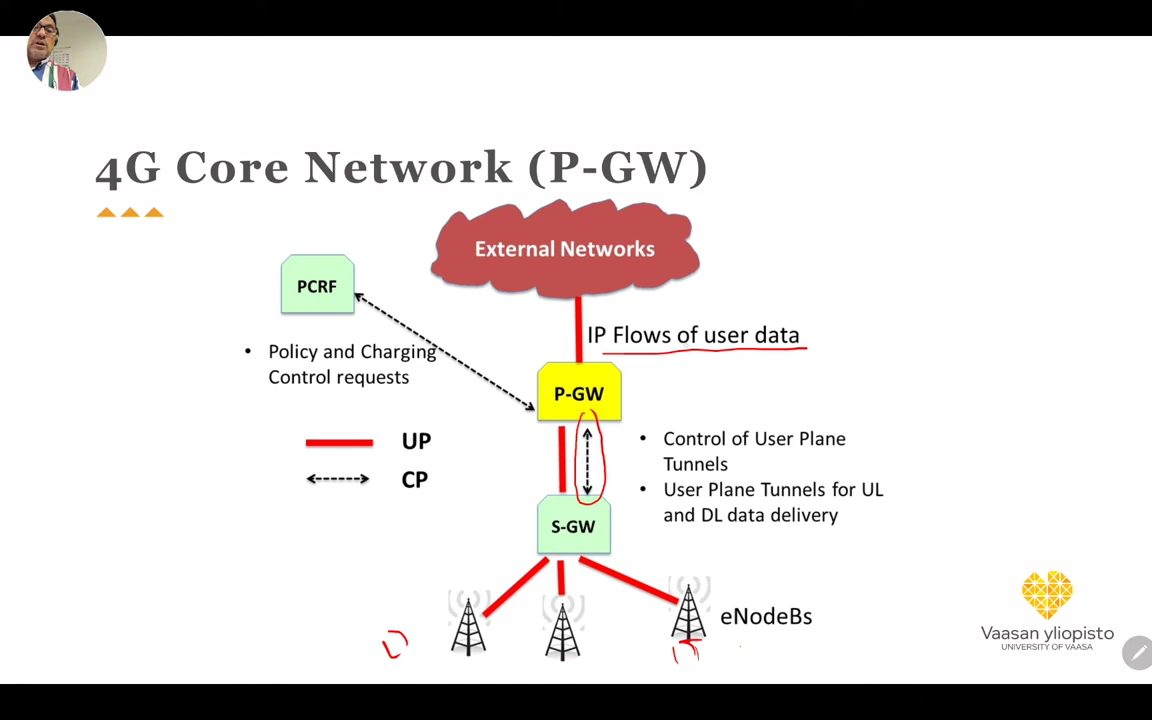 4G Core Network (P-GW)
External Networks
PCRF
IP Flows of user data
• Policy and Charging
Control requests
P-GW
UP
CP
• Control of User Plane
Tunnels
• User Plane Tunnels for UL
and DL data delivery
S-GW
eNodeBs
Vaasan yliopisto
UNIVERSITY OF VAASA